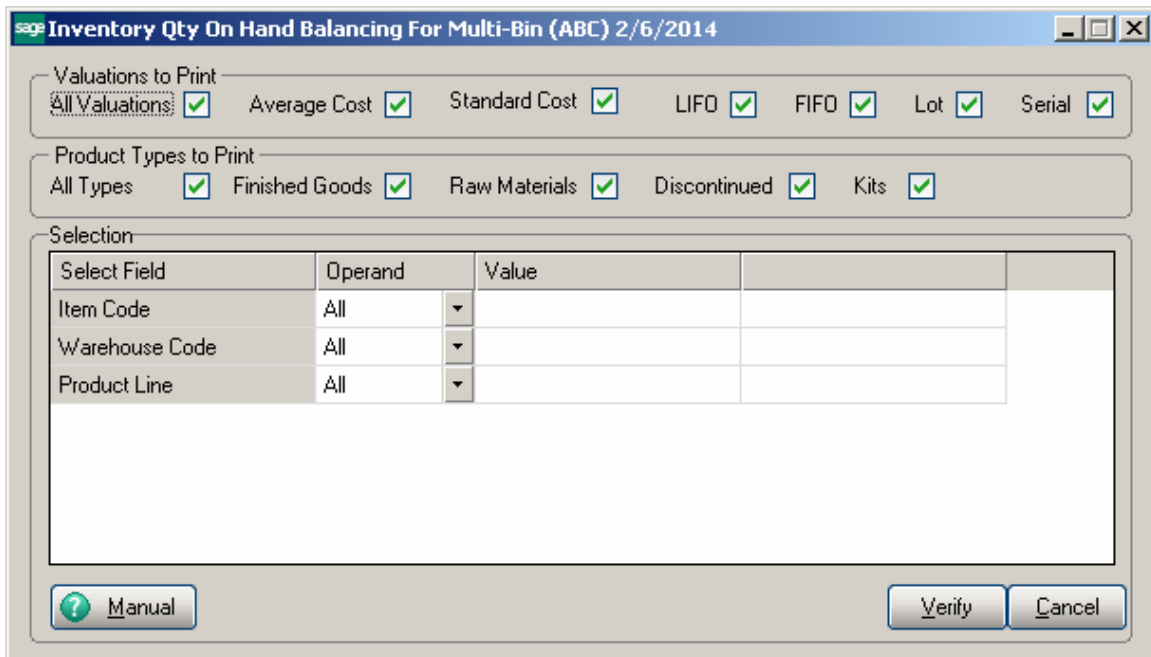 sage Inventory Qty On Hand Balancing For Multi-Bin (ABC) 2/6/2014
Valuations to Print
All Valuations Average Cost Standard Cost LIFO FIFO Lot Serial
Product Types to Print
All Types Finished Goods Raw Materials Discontinued Kits
Selection
Select Field Operand Value
Item Code All
Warehouse Code All
Product Line All
? Manual Verify Cancel